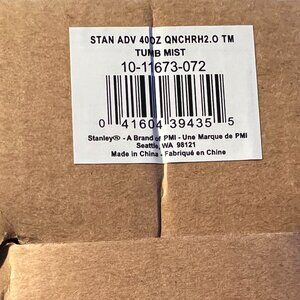 STAN ADV 40OZ QNCHRH2.O TM
TUMB MIST
10-11673-072
0 41604 39435 5
Stanley® - A Brand of PMI - Une Marque de PMI
Seattle, WA 98121
Made in China - Fabriqué en Chine